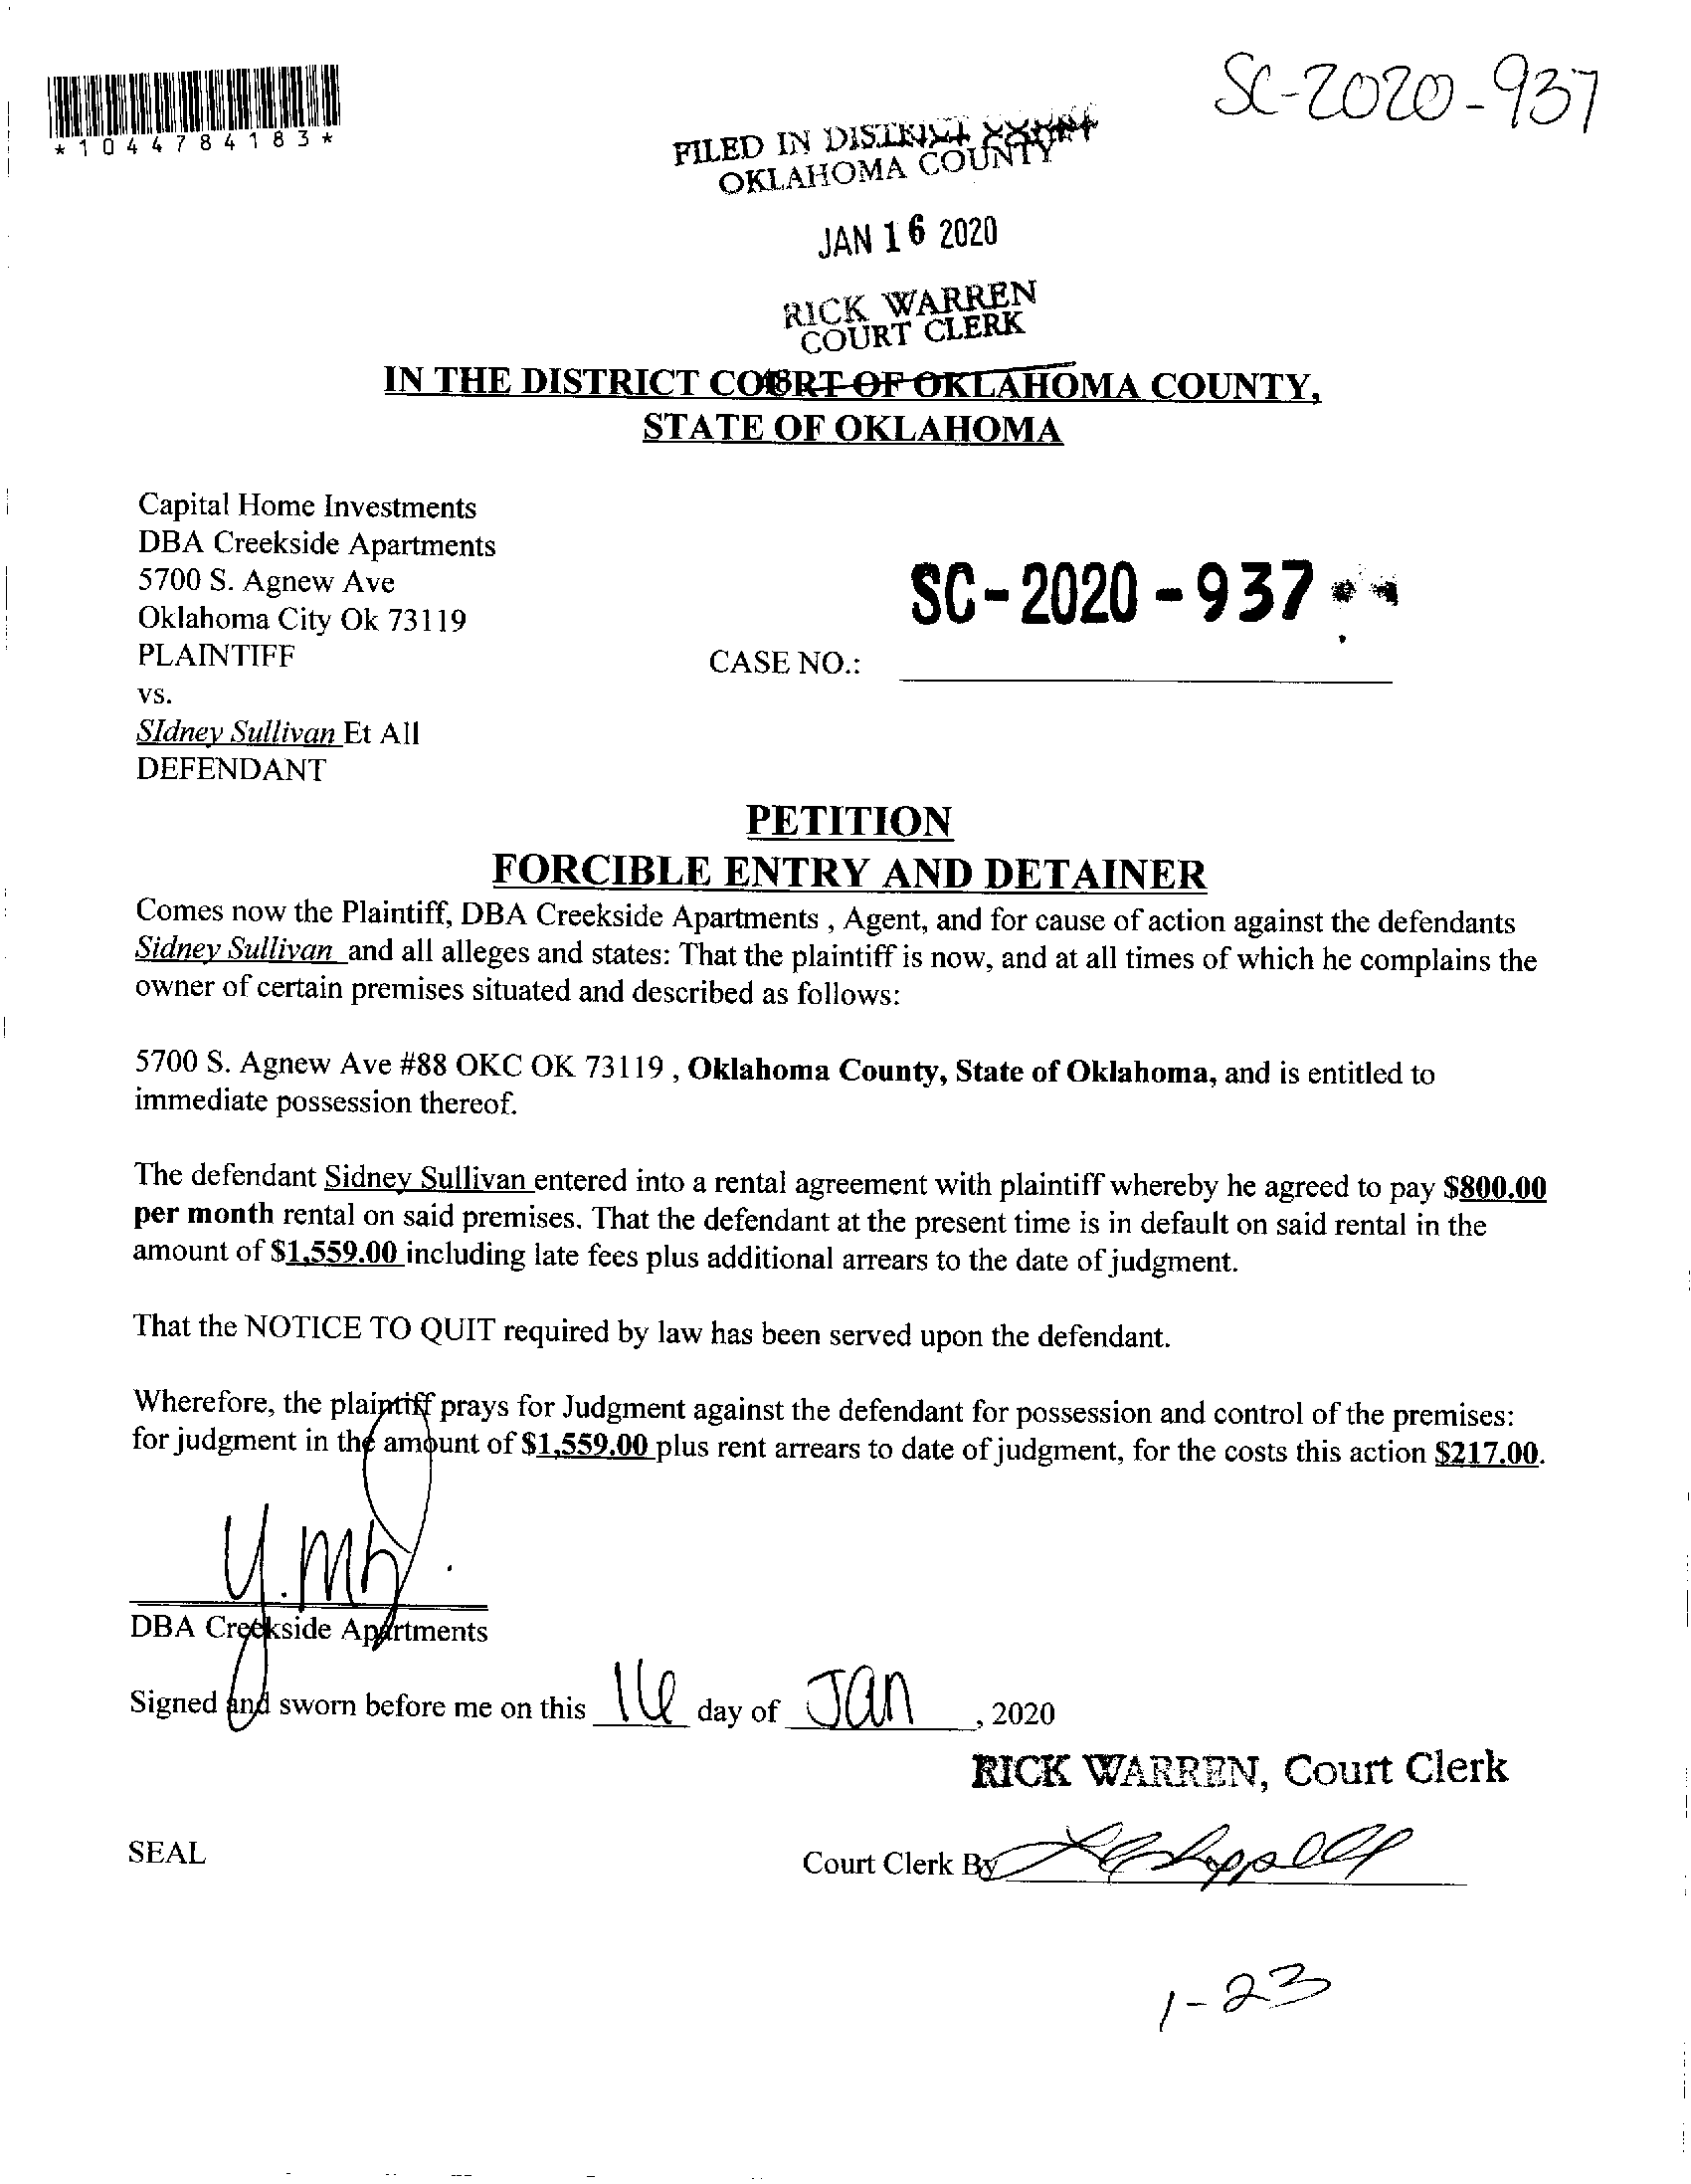 SC-2020-937
*1044784183*
FILED IN DISTRICT COURT
OKLAHOMA COUNTY
JAN 16 2020
RICK WARREN
COURT CLERK
IN THE DISTRICT COURT OF OKLAHOMA COUNTY,
STATE OF OKLAHOMA
Capital Home Investments
DBA Creekside Apartments
5700 S. Agnew Ave
Oklahoma City Ok 73119
PLAINTIFF
vs.
SIdney Sullivan Et All
DEFENDANT
SC-2020-937
CASE NO.:
PETITION
FORCIBLE ENTRY AND DETAINER
Comes now the Plaintiff, DBA Creekside Apartments , Agent, and for cause of action against the defendants
Sidney Sullivan and all alleges and states: That the plaintiff is now, and at all times of which he complains the
owner of certain premises situated and described as follows:
5700 S. Agnew Ave #88 OKC OK 73119 , Oklahoma County, State of Oklahoma, and is entitled to
immediate possession thereof.
The defendant Sidney Sullivan entered into a rental agreement with plaintiff whereby he agreed to pay $800.00
per month rental on said premises. That the defendant at the present time is in default on said rental in the
amount of $1,559.00 including late fees plus additional arrears to the date of judgment.
That the NOTICE TO QUIT required by law has been served upon the defendant.
Wherefore, the plaintiff prays for Judgment against the defendant for possession and control of the premises:
for judgment in the amount of $1,559.00 plus rent arrears to date of judgment, for the costs this action $217.00.
DBA Creekside Apartments
Signed and sworn before me on this 16 day of Jan , 2020
RICK WARREN, Court Clerk
SEAL
Court Clerk By
1-23